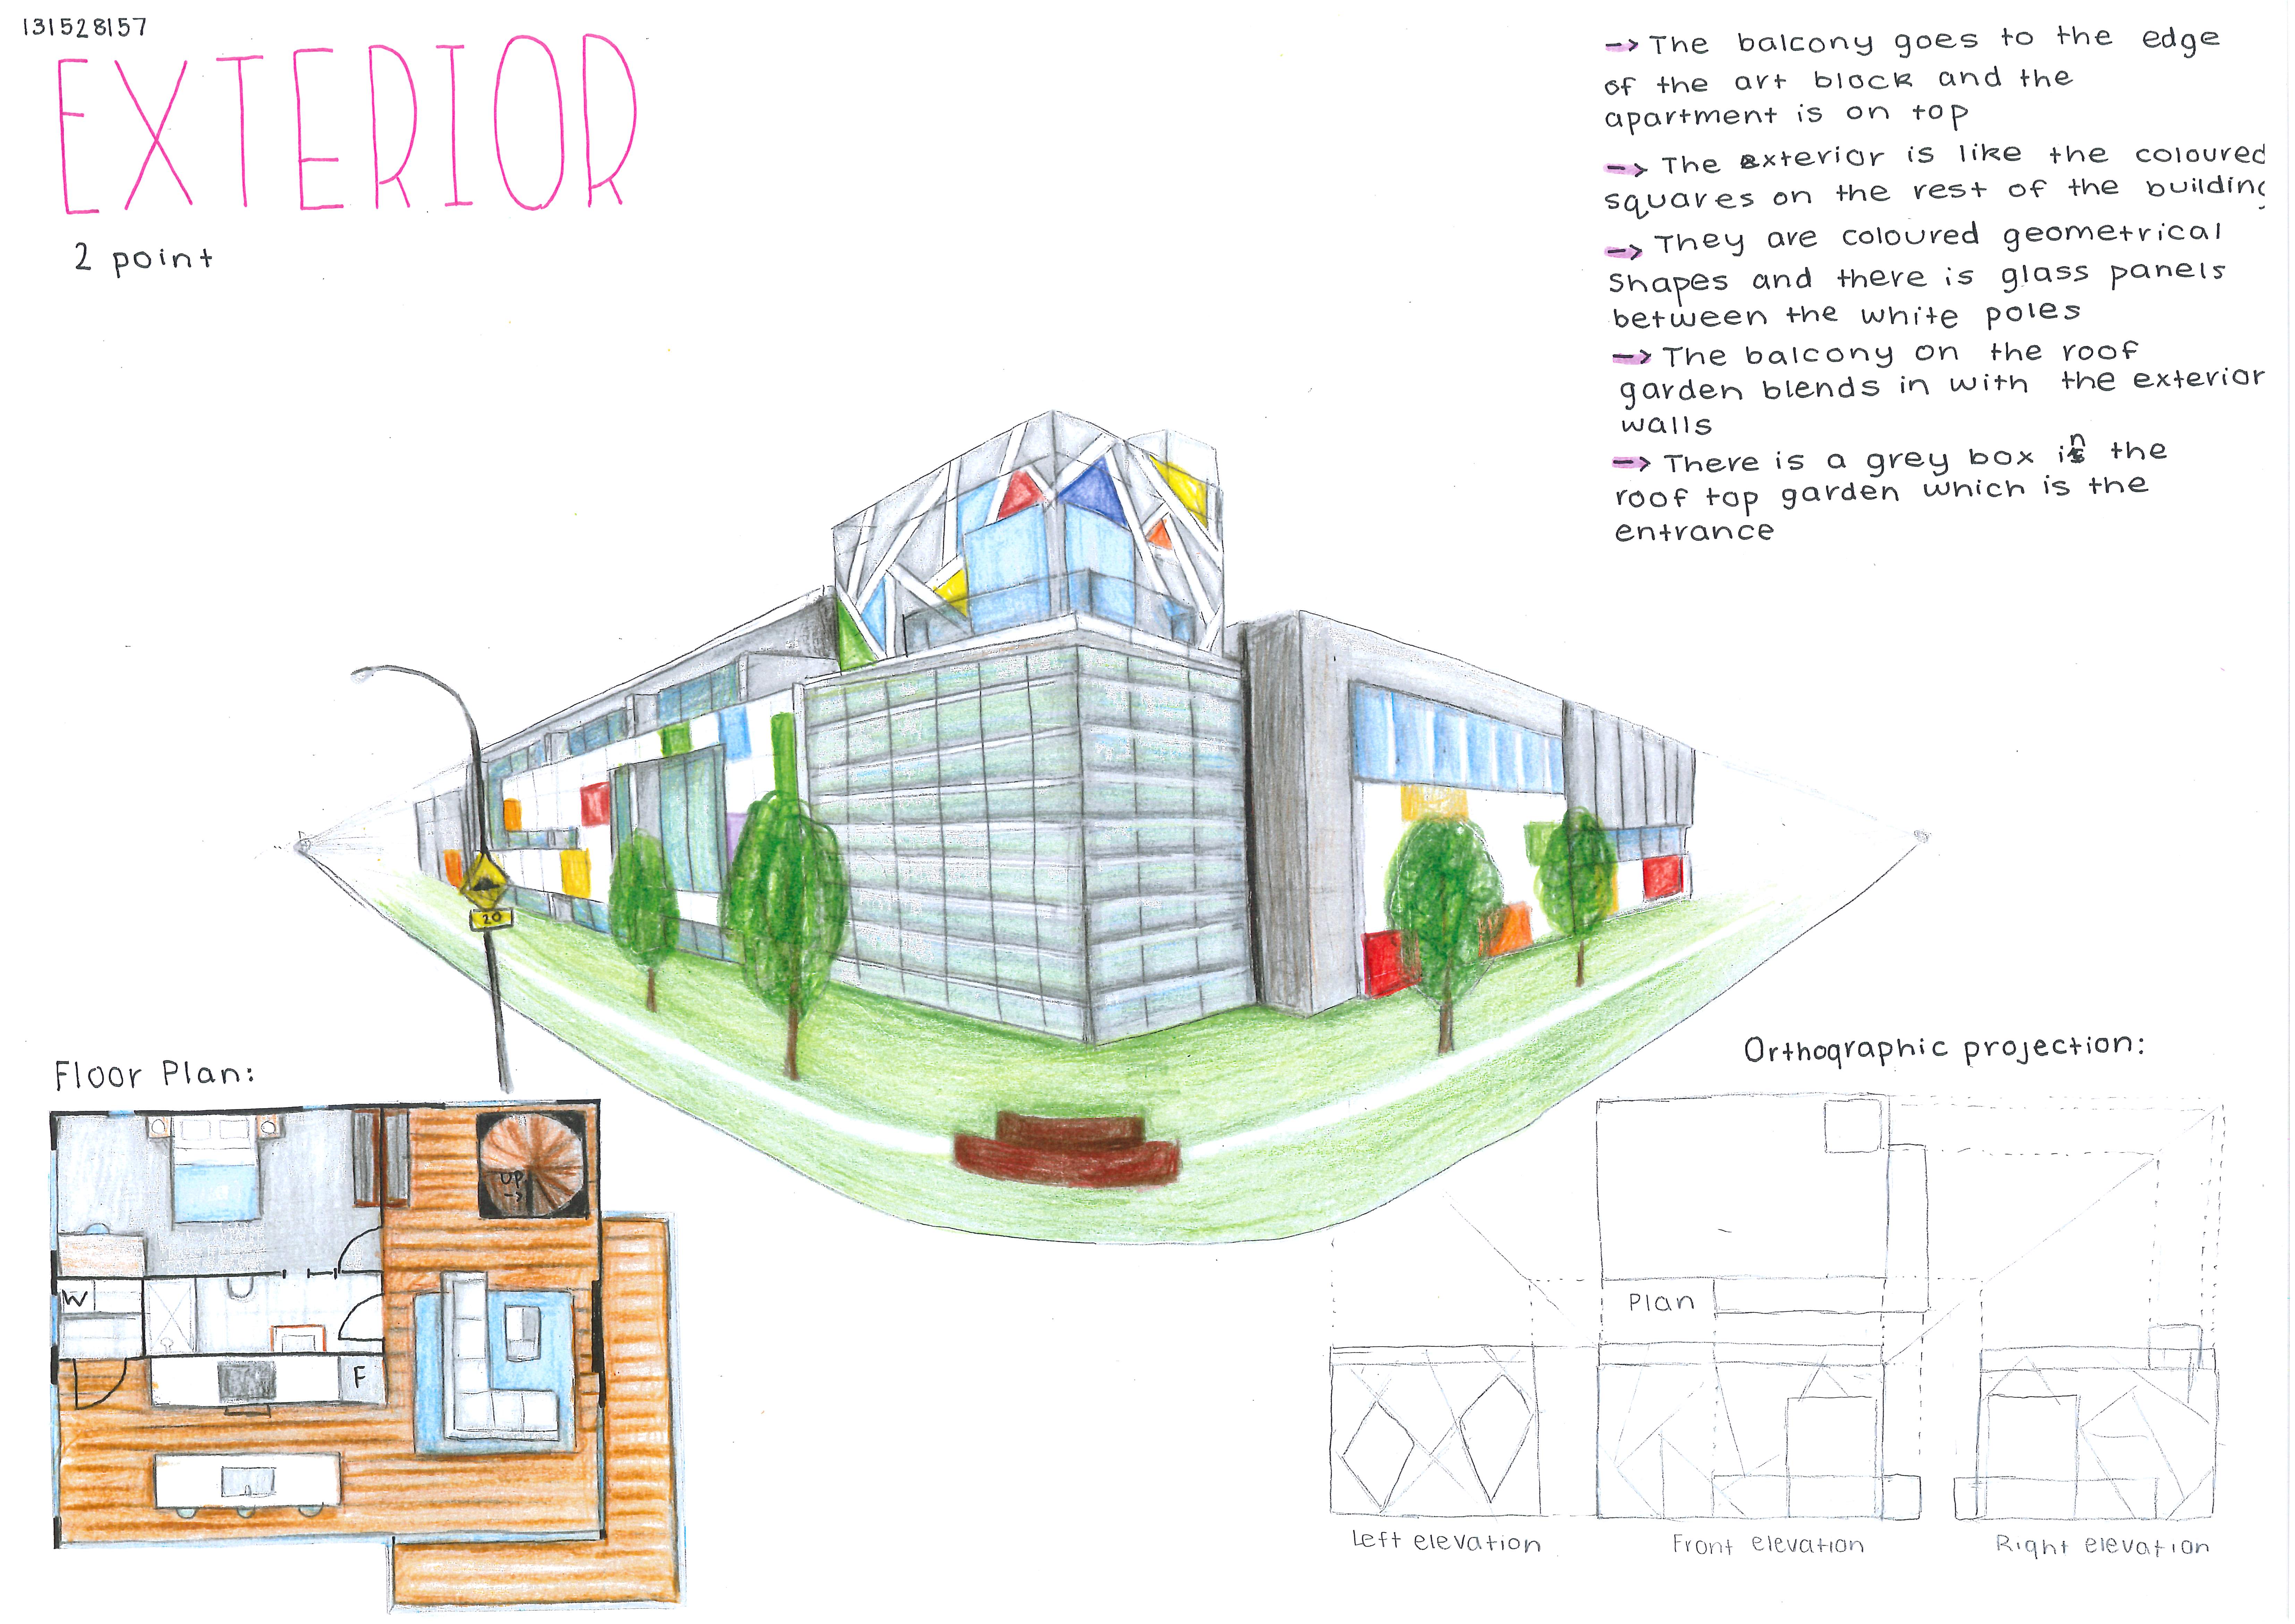 131528157
EXTERIOR
2 point
-> The balcony goes to the edge
of the art block and the
apartment is on top
-> The exterior is like the coloured
squares on the rest of the building
-> They are coloured geometrical
shapes and there is glass panels
between the white poles
-> The balcony on the roof
garden blends in with the exterior
walls
-> There is a grey box in the
roof top garden which is the
entrance
20
Floor Plan:
UP
->
W
F
Orthographic projection:
Plan
Left elevation
Front elevation
Right elevation